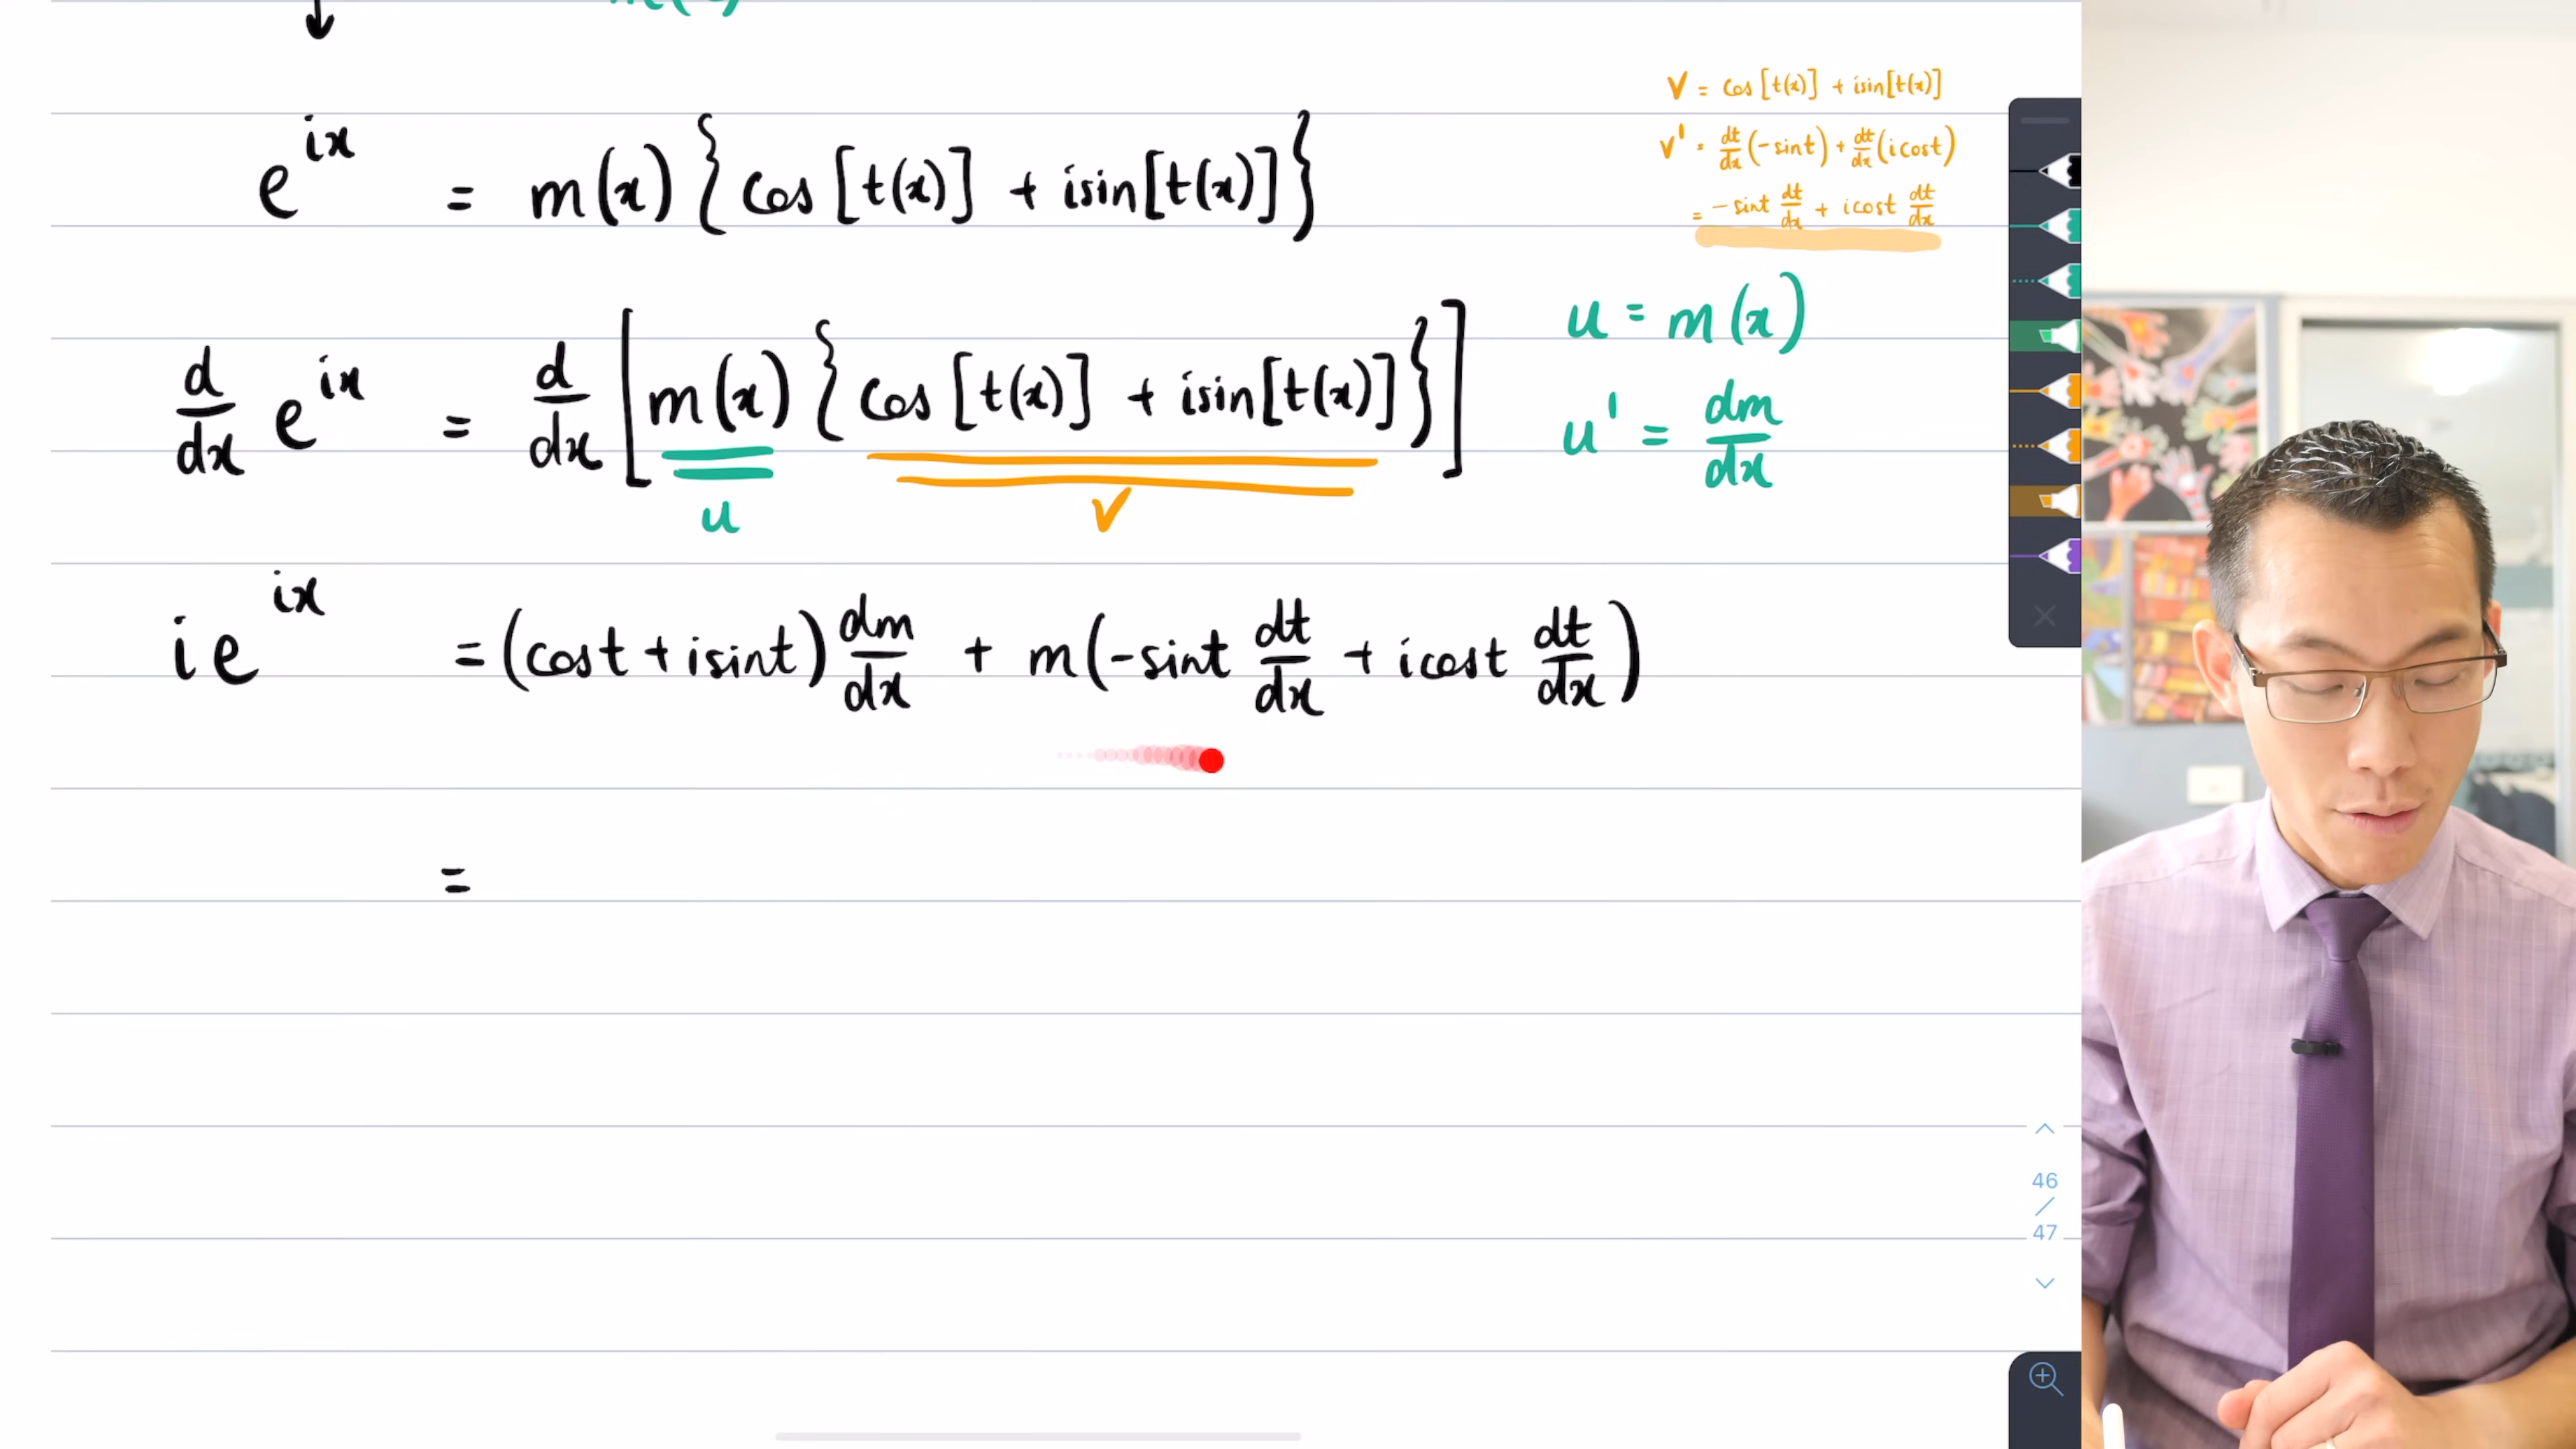 v = cos[t(x)] + isin[t(x)]
v' = dt/dx(-sint) + dt/dx(icost)
= -sint dt/dx + icost dt/dx
e^ix = m(x){cos[t(x)] + isin[t(x)]}
u = m(x)
d/dx e^ix = d/dx[m(x){cos[t(x)] + isin[t(x)]}]
u' = dm/dx
u v
ie^ix = (cost + isint)dm/dx + m(-sint dt/dx + icost dt/dx)
=
46
/
47